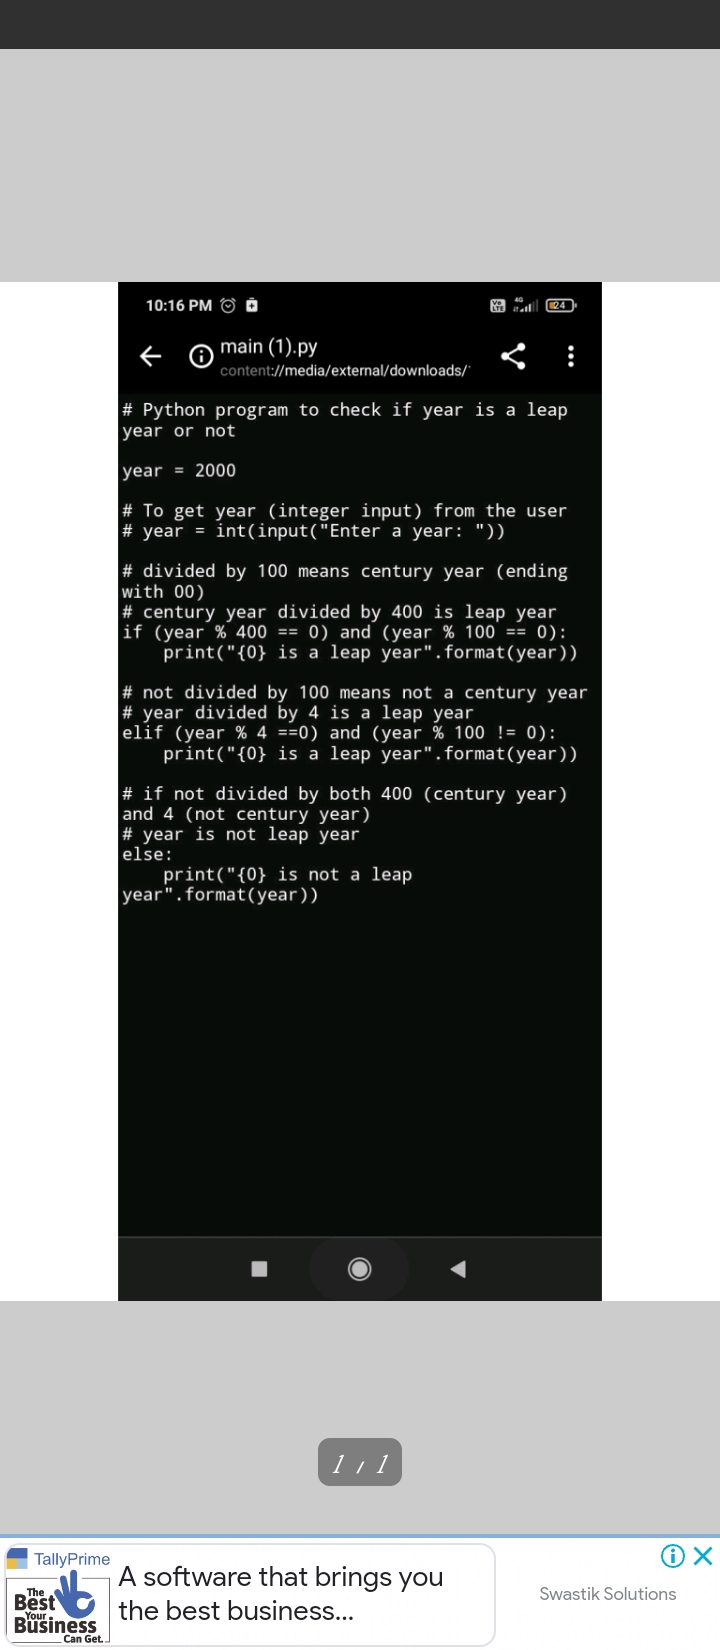 10:16 PM
Vo LTE 4G 24
main (1).py
content://media/external/downloads/
# Python program to check if year is a leap
year or not
year = 2000
# To get year (integer input) from the user
# year = int(input("Enter a year: "))
# divided by 100 means century year (ending
with 00)
# century year divided by 400 is leap year
if (year % 400 == 0) and (year % 100 == 0):
    print("{0} is a leap year".format(year))
# not divided by 100 means not a century year
# year divided by 4 is a leap year
elif (year % 4 ==0) and (year % 100 != 0):
    print("{0} is a leap year".format(year))
# if not divided by both 400 (century year)
and 4 (not century year)
# year is not leap year
else:
    print("{0} is not a leap
year".format(year))
1 / 1
TallyPrime
The
Best
Your
Business
Can Get.
A software that brings you
the best business...
Swastik Solutions